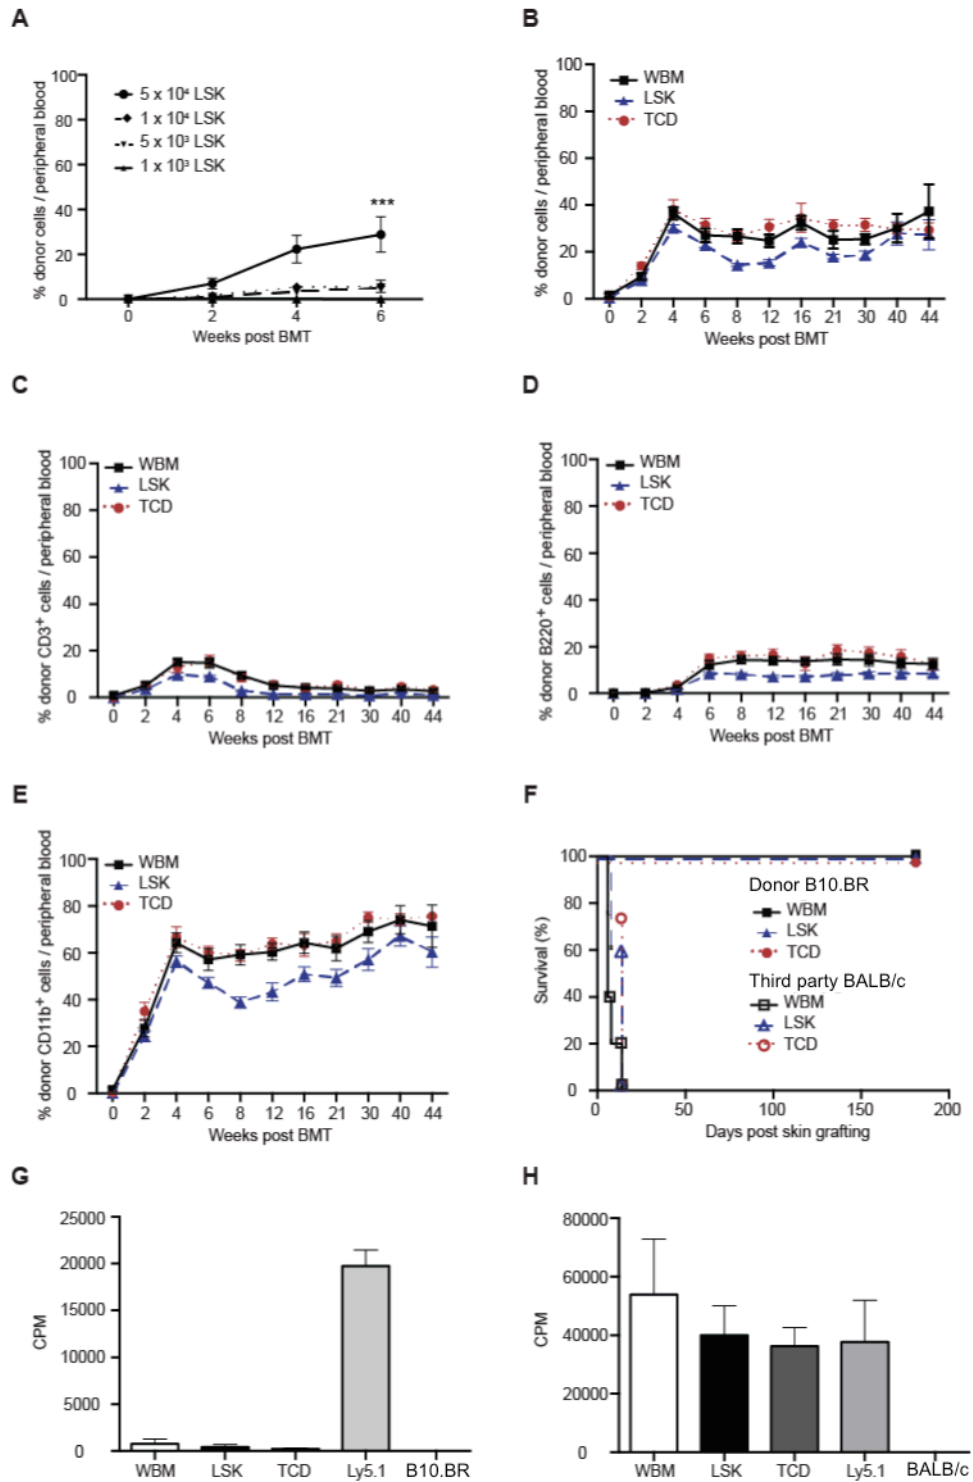 A
% donor cells / peripheral blood
100
80
60
40
20
0
5 x 10⁴ LSK
1 x 10⁴ LSK
5 x 10³ LSK
1 x 10³ LSK
***
0 2 4 6
Weeks post BMT
B
% donor cells / peripheral blood
100
80
60
40
20
0
WBM
LSK
TCD
0 2 4 6 8 12 16 21 30 40 44
Weeks post BMT
C
% donor CD3⁺ cells / peripheral blood
100
80
60
40
20
0
WBM
LSK
TCD
0 2 4 6 8 12 16 21 30 40 44
Weeks post BMT
D
% donor B220⁺ cells / peripheral blood
100
80
60
40
20
0
WBM
LSK
TCD
0 2 4 6 8 12 16 21 30 40 44
Weeks post BMT
E
% donor CD11b⁺ cells / peripheral blood
100
80
60
40
20
0
WBM
LSK
TCD
0 2 4 6 8 12 16 21 30 40 44
Weeks post BMT
F
Survival (%)
100
80
60
40
20
0
Donor B10.BR
WBM
LSK
TCD
Third party BALB/c
WBM
LSK
TCD
0 50 100 150 200
Days post skin grafting
G
CPM
25000
20000
15000
10000
5000
0
WBM LSK TCD Ly5.1 B10.BR
H
CPM
80000
60000
40000
20000
0
WBM LSK TCD Ly5.1 BALB/c